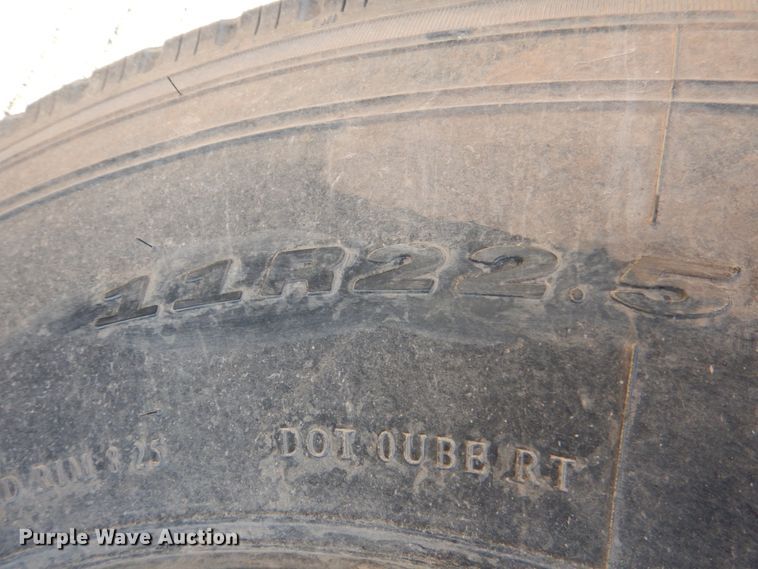 11R22.5
D RIM 8 25
DOT 0UBE RT
Purple Wave Auction